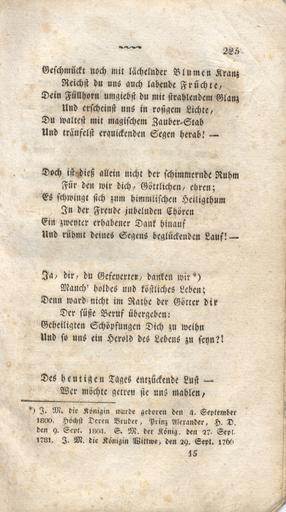 225
Geschmückt noch mit lächelnder Blumen Kranz
Reichst du uns auch labende Früchte,
Dein Füllhorn umgiebst du mit strahlendem Glanz
Und erscheinst uns in rosigem Lichte,
Du waltest mit magischem Zauber-Stab
Und träufelst erquickenden Segen herab! —
Doch ist dieß allein nicht der schimmernde Ruhm
Für den wir dich, Göttlichen, ehren;
Es schwingt sich zum himmlischen Heiligthum
In der Freude jubelnden Chören
Ein zweyter erhabener Dank hinauf
Und rühmt deines Segens beglückenden Lauf! —
Ja, dir, du Gefeyerter, danken wir *)
Manch' holdes und köstliches Leben;
Denn ward nicht im Rathe der Götter dir
Der süße Beruf übergeben:
Geheiligten Schöpfungen Dich zu weihn
Und so uns ein Herold des Lebens zu seyn?!
Des heutigen Tages entzückende Lust —
Wer möchte getreu sie uns mahlen,
*) J. M. die Königin wurde geboren den 4. September
1800. Höchst Deren Bruder, Prinz Alexander, H. D.
den 9. Sept. 1804. S. M. der König, den 27. Sept.
1781. J. M. die Königin Wittwe, den 29. Sept. 1766
15